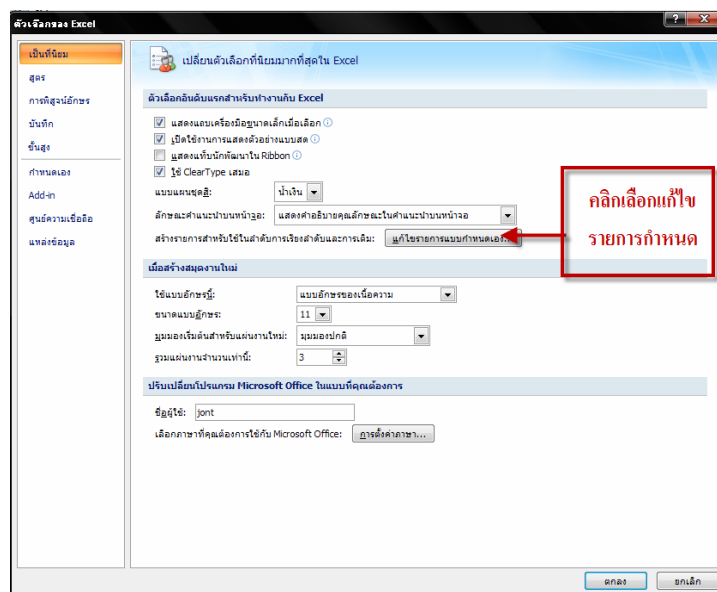 ตัวเลือกของ Excel
เป็นที่นิยม
สูตร
การพิสูจน์อักษร
บันทึก
ขั้นสูง
กำหนดเอง
Add-in
ศูนย์ความเชื่อถือ
แหล่งข้อมูล
เปลี่ยนตัวเลือกที่นิยมมากที่สุดใน Excel
ตัวเลือกอันดับแรกสำหรับทำงานกับ Excel
แสดงแถบเครื่องมือขนาดเล็กเมื่อเลือก
เปิดใช้งานการแสดงตัวอย่างแบบสด
แสดงแท็บนักพัฒนาใน Ribbon
ใช้ ClearType เสมอ
แบบแผนชุดสี: น้ำเงิน
ลักษณะคำแนะนำบนหน้าจอ: แสดงคำอธิบายคุณลักษณะในคำแนะนำบนหน้าจอ
สร้างรายการสำหรับใช้ในลำดับการเรียงลำดับและการเติม: แก้ไขรายการแบบกำหนดเอง...
คลิกเลือกแก้ไข
รายการกำหนด
เมื่อสร้างสมุดงานใหม่
ใช้แบบอักษรนี้: แบบอักษรของเนื้อความ
ขนาดแบบอักษร: 11
มุมมองเริ่มต้นสำหรับแผ่นงานใหม่: มุมมองปกติ
รวมแผ่นงานจำนวนเท่านี้: 3
ปรับเปลี่ยนโปรแกรม Microsoft Office ในแบบที่คุณต้องการ
ชื่อผู้ใช้: jont
เลือกภาษาที่คุณต้องการใช้กับ Microsoft Office: การตั้งค่าภาษา...
ตกลง ยกเลิก